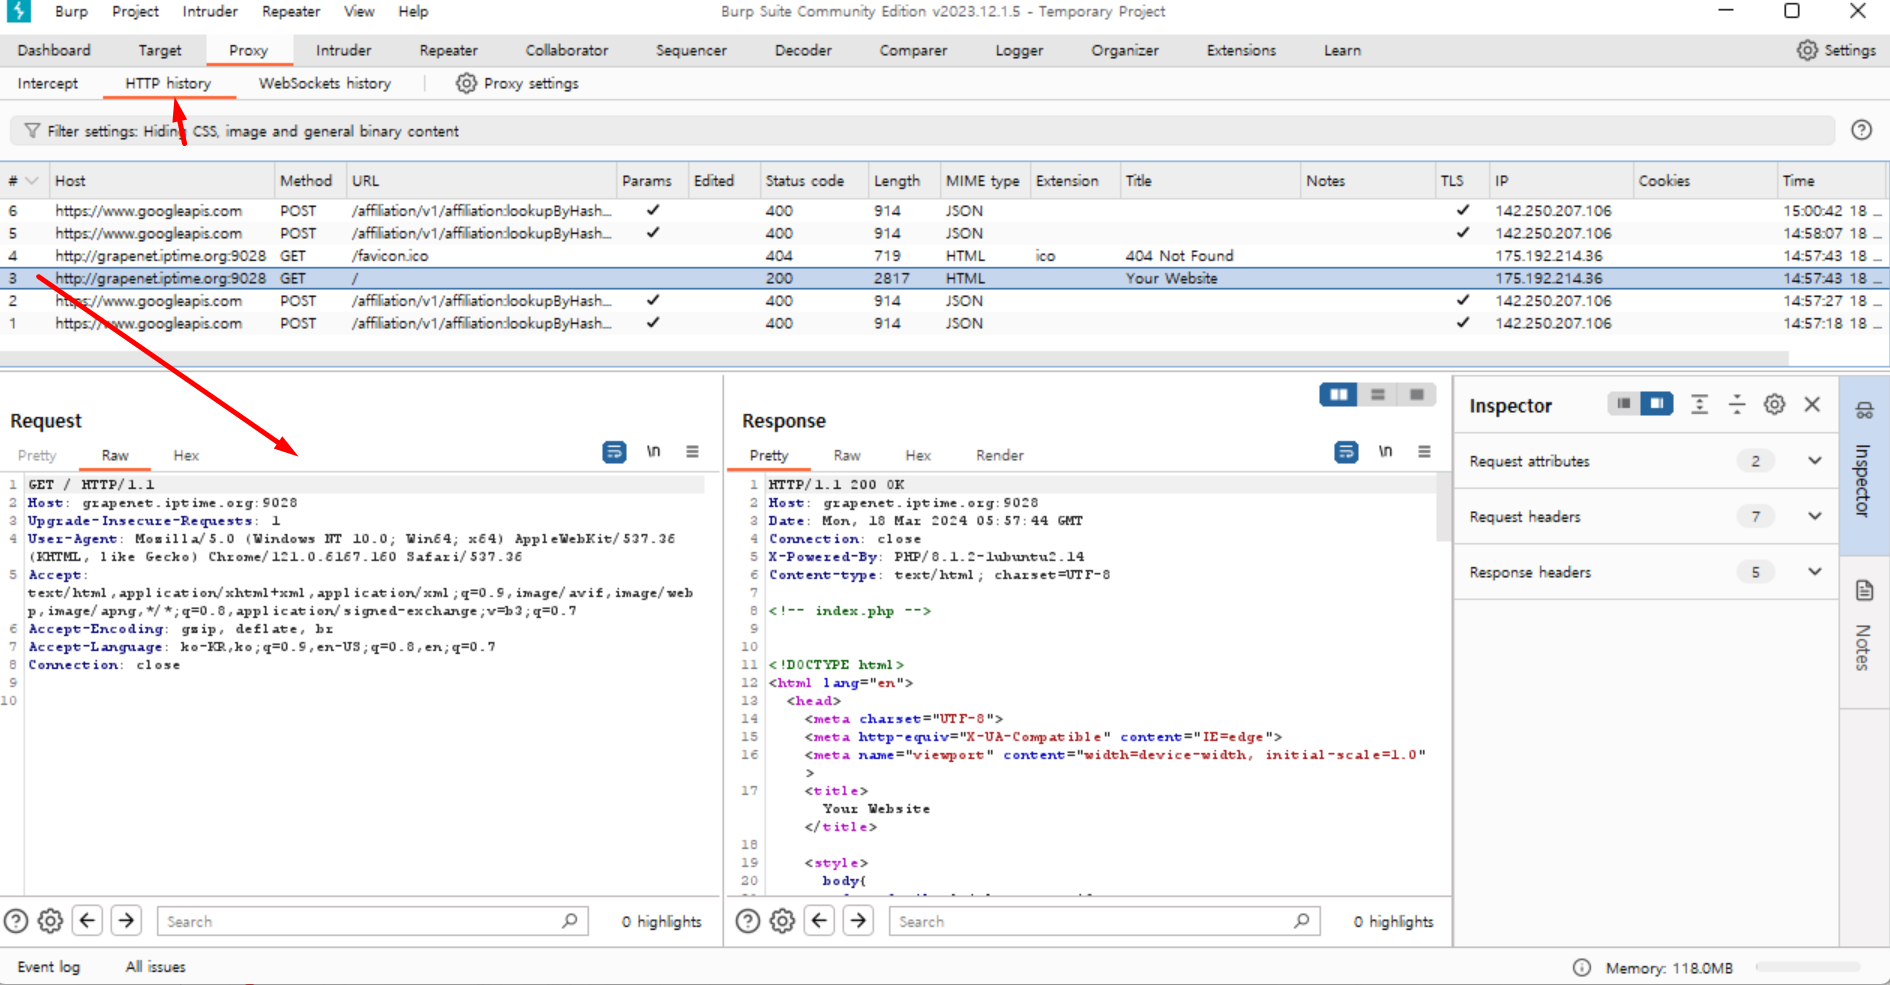 Burp Project Intruder Repeater View Help Burp Suite Community Edition v2023.12.1.5 - Temporary Project
Dashboard Target Proxy Intruder Repeater Collaborator Sequencer Decoder Comparer Logger Organizer Extensions Learn Settings
Intercept HTTP history WebSockets history Proxy settings
Filter settings: Hiding CSS, image and general binary content
# Host Method URL Params Edited Status code Length MIME type Extension Title Notes TLS IP Cookies Time
6 https://www.googleapis.com POST /affiliation/v1/affiliation:lookupByHash... ✓ 400 914 JSON ✓ 142.250.207.106 15:00:42 18 ...
5 https://www.googleapis.com POST /affiliation/v1/affiliation:lookupByHash... ✓ 400 914 JSON ✓ 142.250.207.106 14:58:07 18 ...
4 http://grapenet.iptime.org:9028 GET /favicon.ico 404 719 HTML ico 404 Not Found 175.192.214.36 14:57:43 18 ...
3 http://grapenet.iptime.org:9028 GET / 200 2817 HTML Your Website 175.192.214.36 14:57:43 18 ...
2 https://www.googleapis.com POST /affiliation/v1/affiliation:lookupByHash... ✓ 400 914 JSON ✓ 142.250.207.106 14:57:27 18 ...
1 https://www.googleapis.com POST /affiliation/v1/affiliation:lookupByHash... ✓ 400 914 JSON ✓ 142.250.207.106 14:57:18 18 ...
Request
Pretty Raw Hex \n
1 GET / HTTP/1.1
2 Host: grapenet.iptime.org:9028
3 Upgrade-Insecure-Requests: 1
4 User-Agent: Mozilla/5.0 (Windows NT 10.0; Win64; x64) AppleWebKit/537.36
(KHTML, like Gecko) Chrome/121.0.6167.160 Safari/537.36
5 Accept:
text/html,application/xhtml+xml,application/xml;q=0.9,image/avif,image/web
p,image/apng,*/*;q=0.8,application/signed-exchange;v=b3;q=0.7
6 Accept-Encoding: gzip, deflate, br
7 Accept-Language: ko-KR,ko;q=0.9,en-US;q=0.8,en;q=0.7
8 Connection: close
9
10
Search 0 highlights
Response
Pretty Raw Hex Render \n
1 HTTP/1.1 200 OK
2 Host: grapenet.iptime.org:9028
3 Date: Mon, 18 Mar 2024 05:57:44 GMT
4 Connection: close
5 X-Powered-By: PHP/8.1.2-1ubuntu2.14
6 Content-type: text/html; charset=UTF-8
7
8 <!-- index.php -->
9
10
11 <!DOCTYPE html>
12 <html lang="en">
13 <head>
14 <meta charset="UTF-8">
15 <meta http-equiv="X-UA-Compatible" content="IE=edge">
16 <meta name="viewport" content="width=device-width, initial-scale=1.0"
>
17 <title>
Your Website
</title>
18
19 <style>
20 body{
Search 0 highlights
Inspector
Request attributes 2
Request headers 7
Response headers 5
Inspector
Notes
Event log All issues Memory: 118.0MB